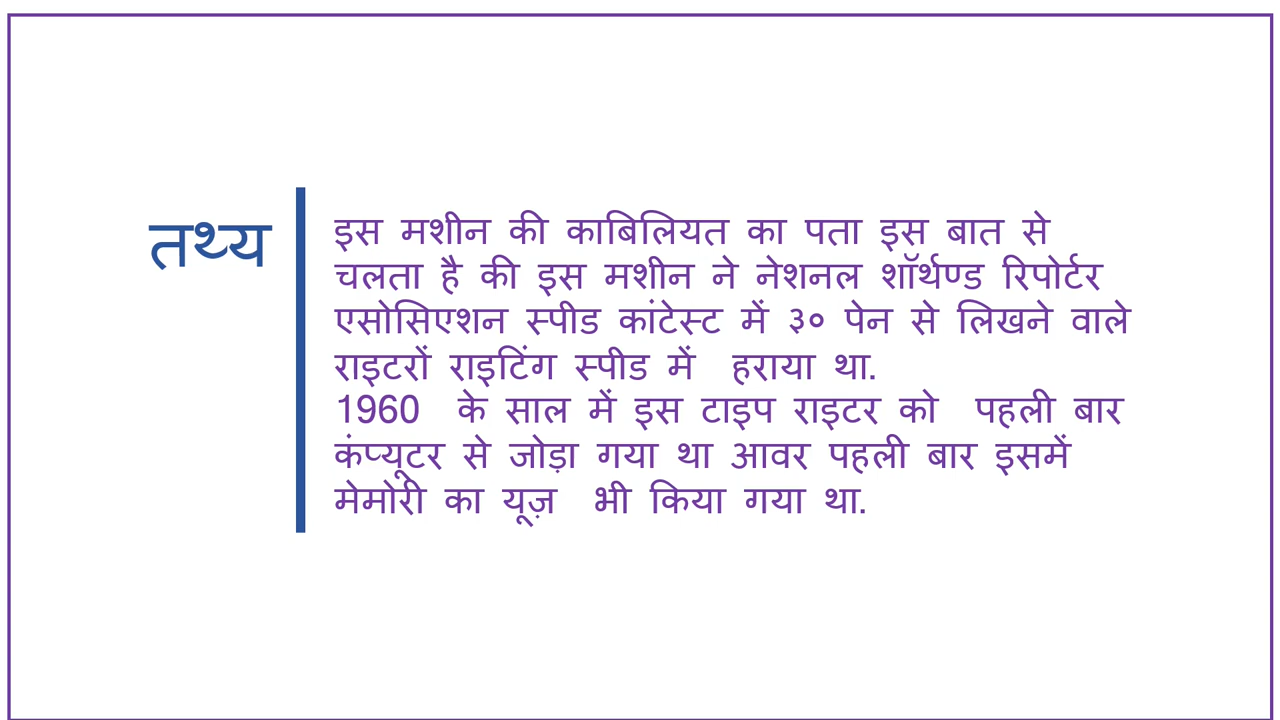 तथ्य
इस मशीन की काबिलियत का पता इस बात से
चलता है की इस मशीन ने नेशनल शॉर्थण्ड रिपोर्टर
एसोसिएशन स्पीड कांटेस्ट में ३० पेन से लिखने वाले
राइटरों राइटिंग स्पीड में हराया था.
1960 के साल में इस टाइप राइटर को पहली बार
कंप्यूटर से जोड़ा गया था आवर पहली बार इसमें
मेमोरी का यूज़ भी किया गया था.